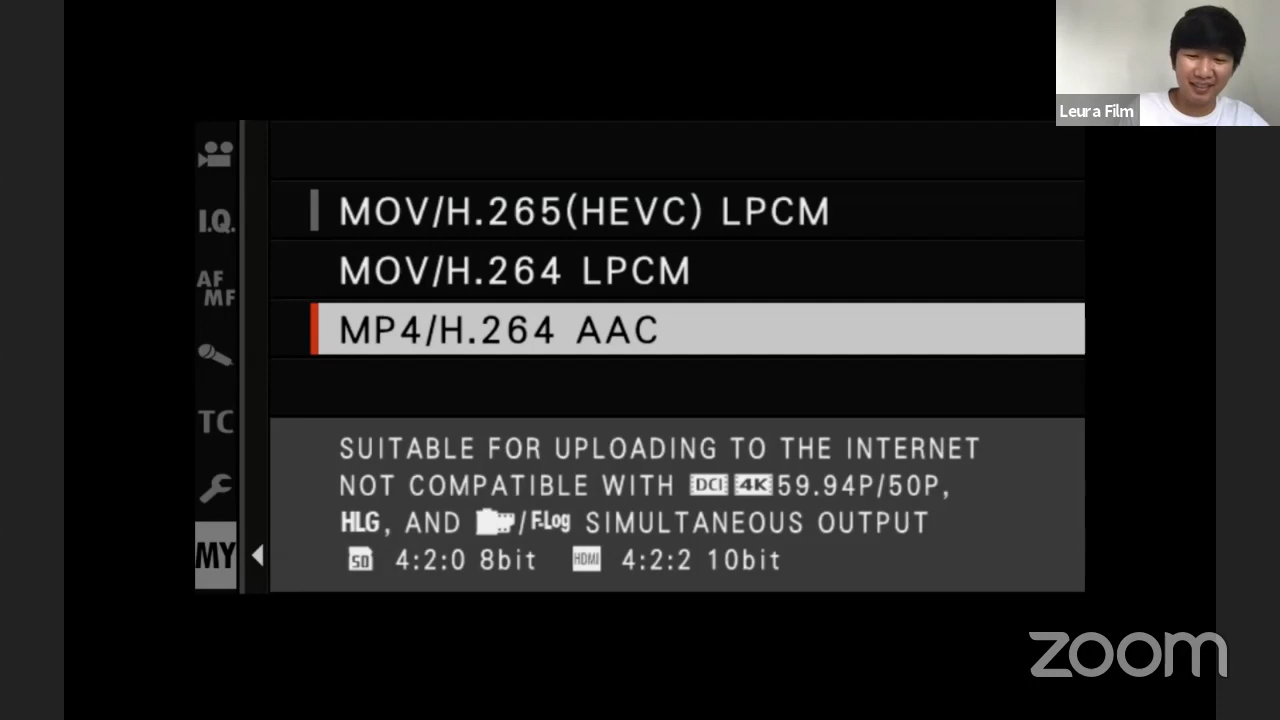 Leura Film
I.Q.
AF
MF
TC
MY
MOV/H.265(HEVC) LPCM
MOV/H.264 LPCM
MP4/H.264 AAC
SUITABLE FOR UPLOADING TO THE INTERNET
NOT COMPATIBLE WITH DCI 4K 59.94P/50P,
HLG, AND /F-Log SIMULTANEOUS OUTPUT
SD 4:2:0 8bit HDMI 4:2:2 10bit
zoom